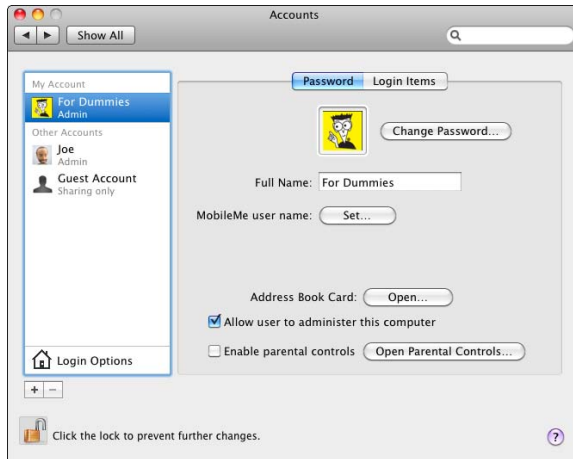 Accounts
Show All
My Account
For Dummies
Admin
Other Accounts
Joe
Admin
Guest Account
Sharing only
Login Options
+ −
Password Login Items
Change Password...
Full Name: For Dummies
MobileMe user name: Set...
Address Book Card: Open...
Allow user to administer this computer
Enable parental controls Open Parental Controls...
Click the lock to prevent further changes.
?